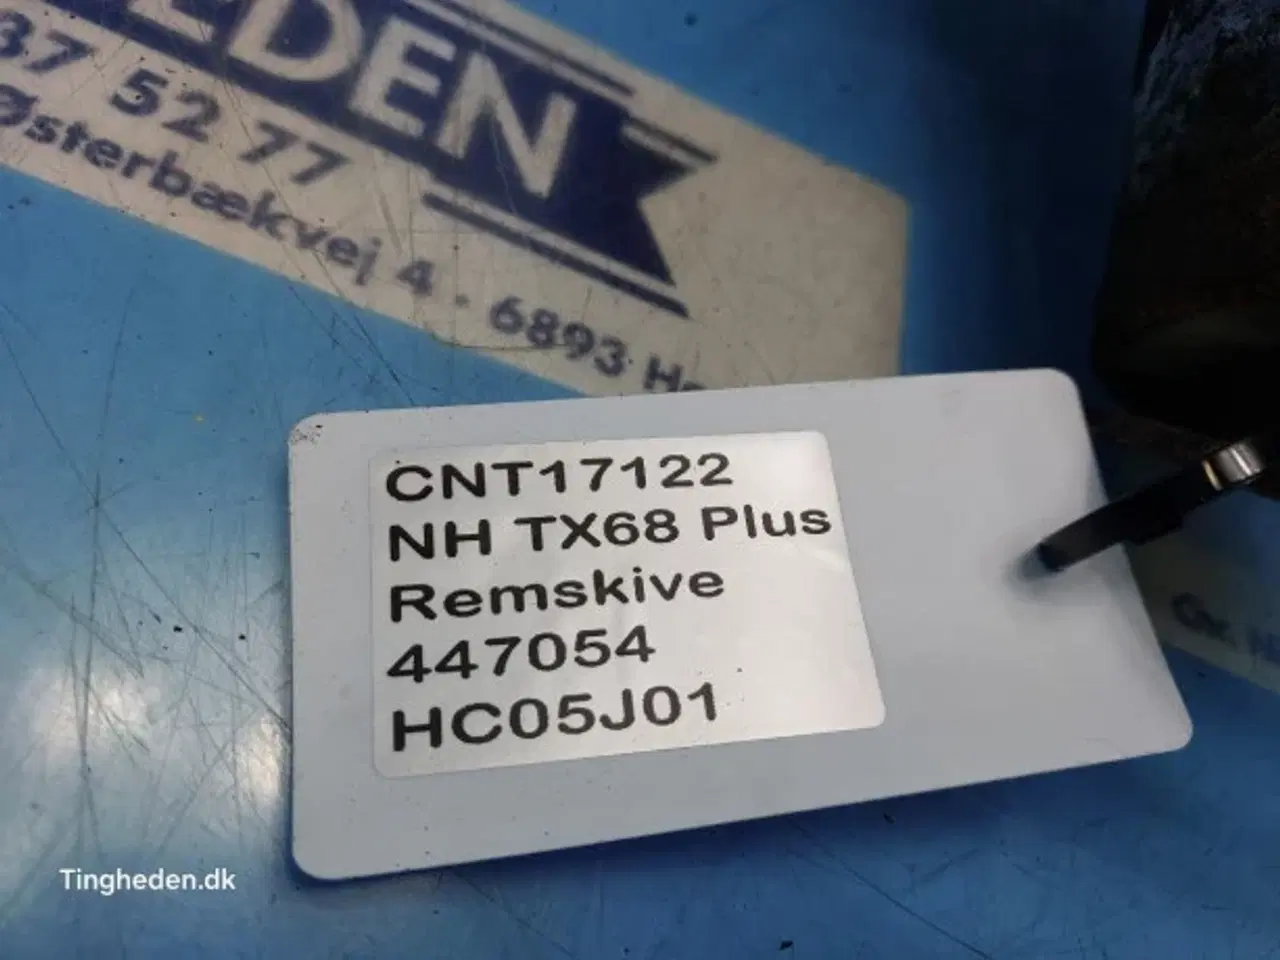 EDEN
37 52 77
Østerbækvej 4 - 6893
CNT17122
NH TX68 Plus
Remskive
447054
HC05J01
Tingheden.dk